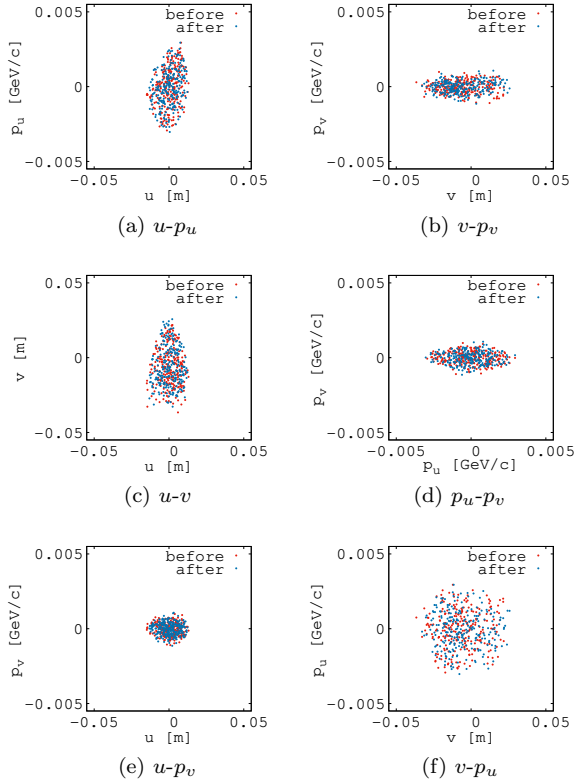 0.005
before
after
0
-0.005
p_u [GeV/c]
-0.05
0
0.05
u [m]
(a) u-p_u
0.005
before
after
0
-0.005
p_v [GeV/c]
-0.05
0
0.05
v [m]
(b) v-p_v
0.05
before
after
0
-0.05
v [m]
-0.05
0
0.05
u [m]
(c) u-v
0.005
before
after
0
-0.005
p_v [GeV/c]
-0.005
0
0.005
p_u [GeV/c]
(d) p_u-p_v
0.005
before
after
0
-0.005
p_v [GeV/c]
-0.05
0
0.05
u [m]
(e) u-p_v
0.005
before
after
0
-0.005
p_u [GeV/c]
-0.05
0
0.05
v [m]
(f) v-p_u